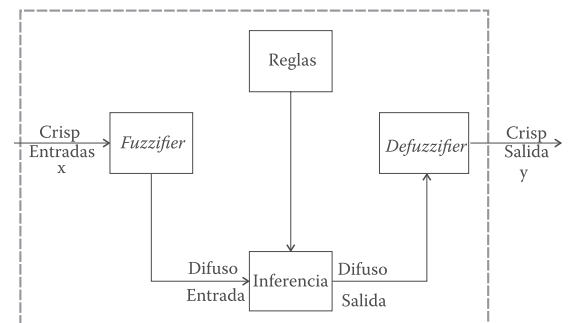 Reglas
Crisp
Entradas
x
Fuzzifier
Defuzzifier
Crisp
Salida
y
Difuso
Entrada
Inferencia
Difuso
Salida